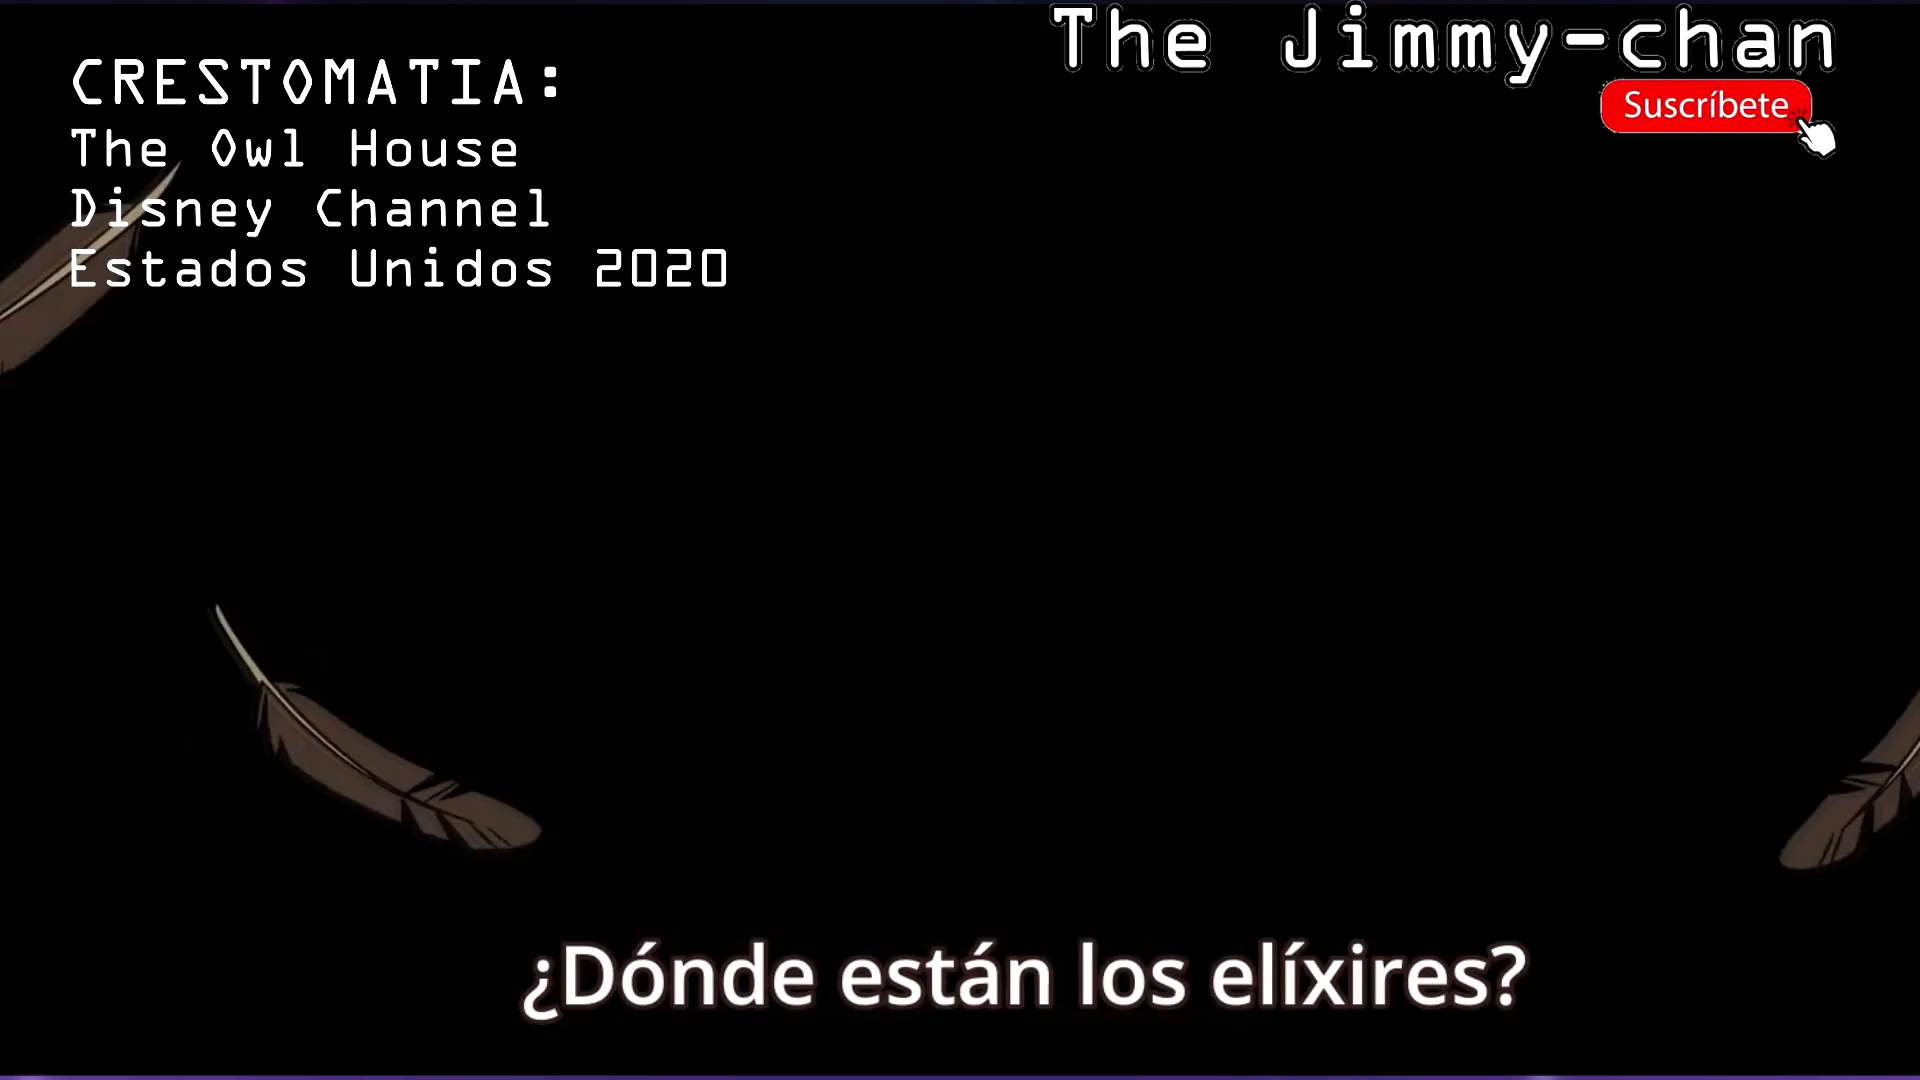 The Jimmy-chan
Suscríbete
CRESTOMATIA:
The Owl House
Disney Channel
Estados Unidos 2020
¿Dónde están los elíxires?